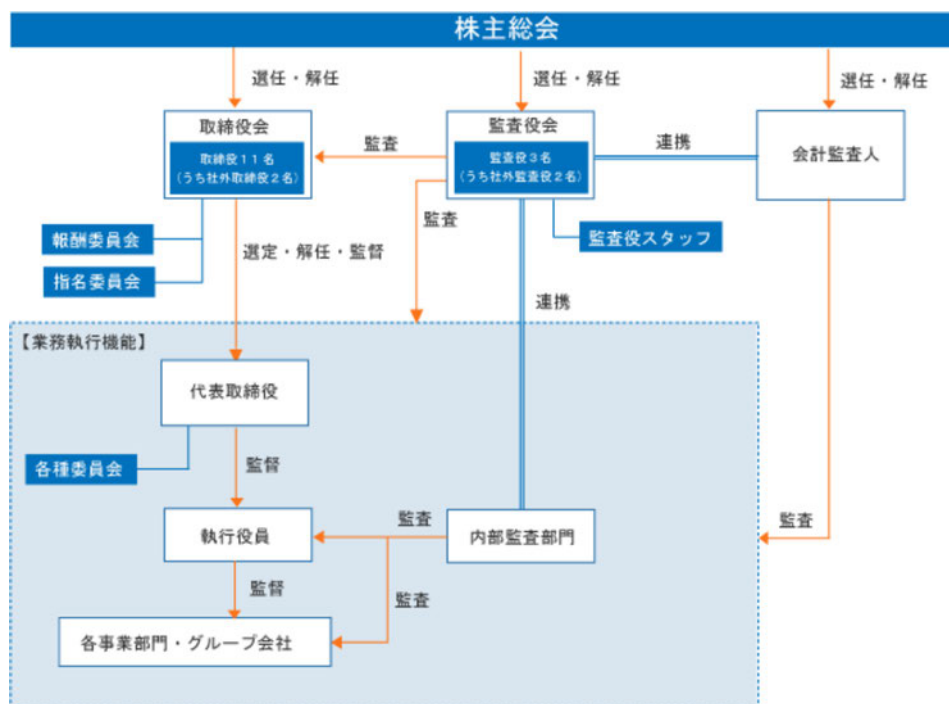 株主総会
選任・解任
選任・解任
選任・解任
取締役会
取締役11名
(うち社外取締役2名)
監査
監査役会
監査役3名
(うち社外監査役2名)
連携
会計監査人
報酬委員会
指名委員会
選定・解任・監督
監査
監査役スタッフ
連携
【業務執行機能】
代表取締役
各種委員会
監督
執行役員
監査
内部監査部門
監査
監督
監査
各事業部門・グループ会社